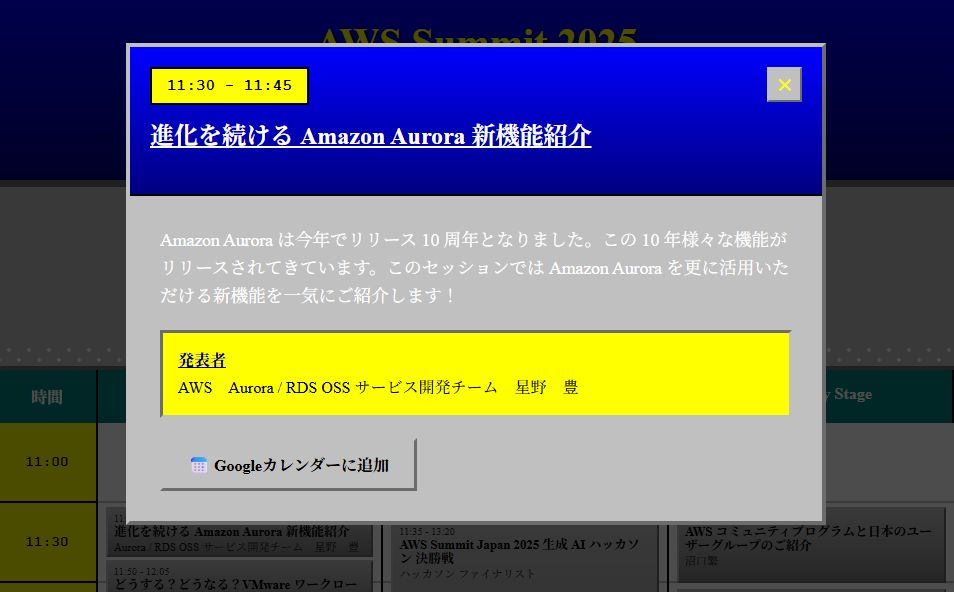 AWS Summit 2025
11:30 - 11:45
×
進化を続ける Amazon Aurora 新機能紹介
Amazon Aurora は今年でリリース 10 周年となりました。この 10 年様々な機能が
リリースされてきています。このセッションでは Amazon Aurora を更に活用いた
だける新機能を一気にご紹介します！
発表者
AWS　Aurora / RDS OSS サービス開発チーム　星野　豊
Googleカレンダーに追加
時間
Stage
11:00
11:30
進化を続ける Amazon Aurora 新機能紹介
Aurora / RDS OSS サービス開発チーム　星野　豊
11:50 - 12:05
どうする？どうなる？VMware ワークロー
11:35 - 13:20
AWS Summit Japan 2025 生成 AI ハッカソ
ン 決勝戦
ハッカソン ファイナリスト
AWS コミュニティプログラムと日本のユー
ザーグループのご紹介
沼口繁